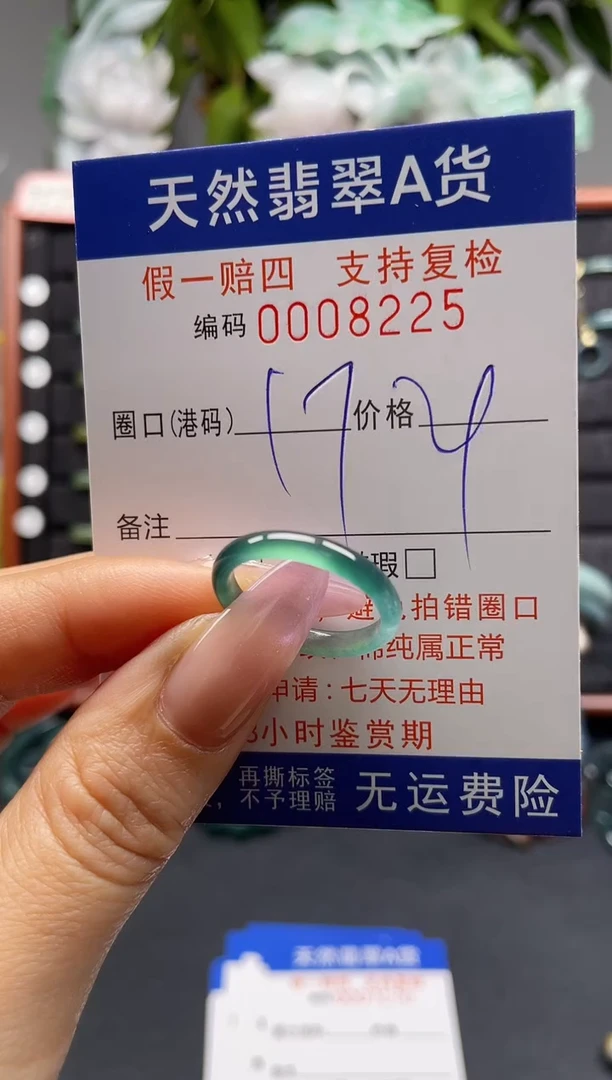 天然翡翠A货
假一赔四 支持复检
编码 0008225
圈口(港码) 17 价格
备注
瑕□
拍错圈口
纯属正常
申请:七天无理由
小时鉴赏期
再撕标签
,不予理赔
无运费险
天然翡翠A货